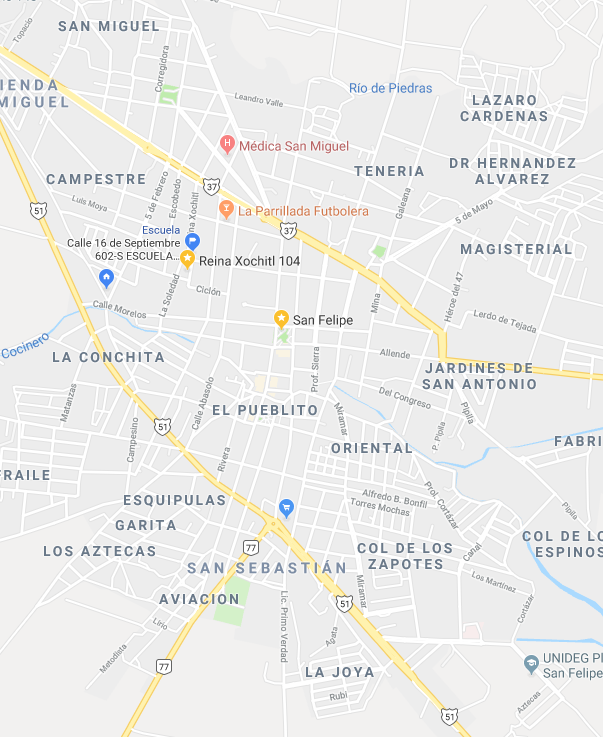 Topacio
SAN MIGUEL
Corregidora
IENDA
MIGUEL
Leandro Valle
Río de Piedras
LAZARO
CARDENAS
Médica San Miguel
CAMPESTRE
TENERIA
DR HERNANDEZ
ALVAREZ
37
Luis Moya
5 de Febrero
Escobedo
na Xochitl
La Parrillada Futbolera
Galeana
5 de Mayo
51
37
Escuela
Calle 16 de Septiembre
602-S ESCUELA...
Reina Xochitl 104
MAGISTERIAL
La Soledad
Ciclón
Mina
Héroe del 47
Calle Morelos
San Felipe
Lerdo de Tejada
Cocinero
LA CONCHITA
Prof. Sierra
Allende
JARDINES DE
SAN ANTONIO
Matanzas
Calle Abasolo
Del Congreso
EL PUEBLITO
Miramar
Pípila
P. Pípila
51
Campesino
ORIENTAL
FABRI
FRAILE
Rivera
ESQUIPULAS
Alfredo B. Bonfil
Torres Mochas
Prol. Cortázar
Pípila
GARITA
LOS AZTECAS
77
COL DE LOS
ZAPOTES
Canal
COL DE LO
ESPINOS
SAN SEBASTIÁN
Los Martínez
AVIACION
51
Miramar
Cortázar
Lirio
Lic. Primo Verdad
Agata
Metodista
77
LA JOYA
UNIDEG Pl
San Felipe
Rubí
Aztecas
51